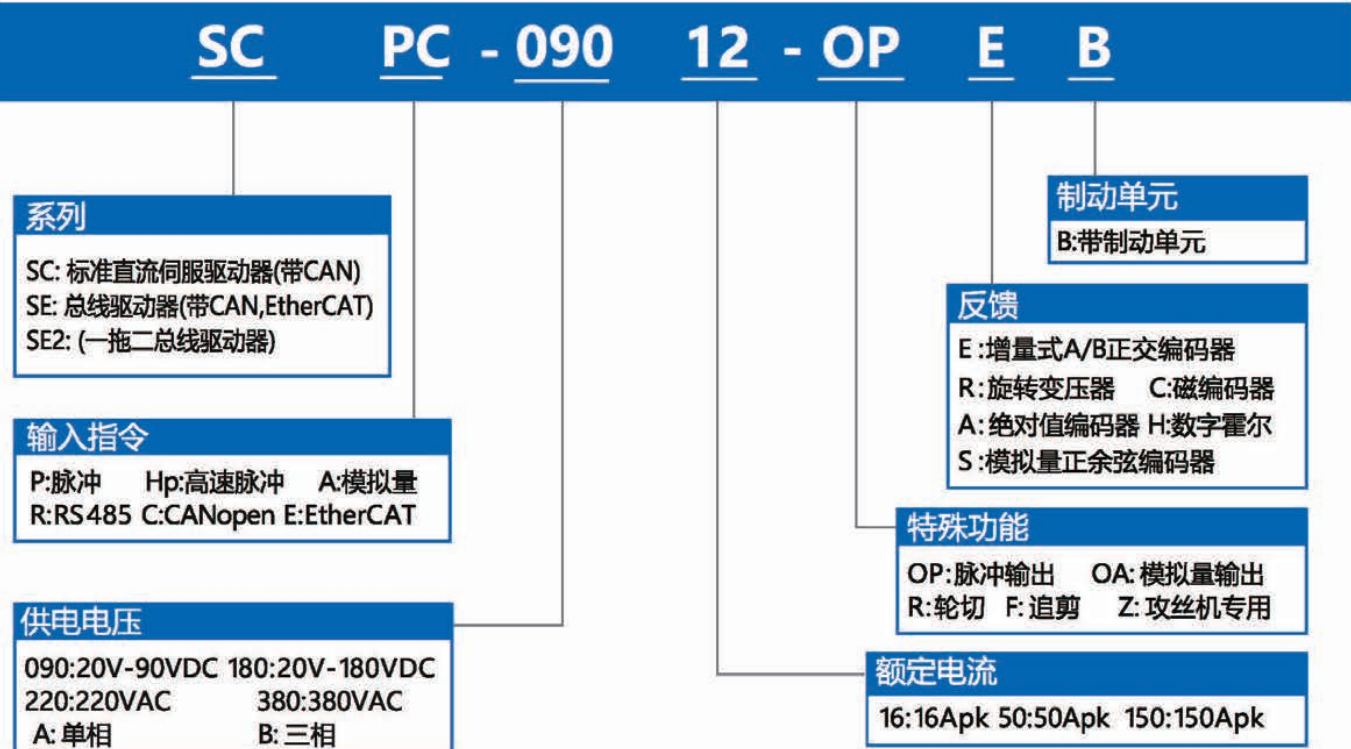 SC PC - 090 12 - OP E B
系列
SC: 标准直流伺服驱动器(带CAN)
SE: 总线驱动器(带CAN,EtherCAT)
SE2: (一拖二总线驱动器)
输入指令
P:脉冲 Hp:高速脉冲 A:模拟量
R:RS485 C:CANopen E:EtherCAT
供电电压
090:20V-90VDC 180:20V-180VDC
220:220VAC 380:380VAC
A: 单相 B: 三相
制动单元
B:带制动单元
反馈
E :增量式A/B正交编码器
R: 旋转变压器 C:磁编码器
A: 绝对值编码器 H:数字霍尔
S :模拟量正余弦编码器
特殊功能
OP:脉冲输出 OA: 模拟量输出
R:轮切 F: 追剪 Z: 攻丝机专用
额定电流
16:16Apk 50:50Apk 150:150Apk